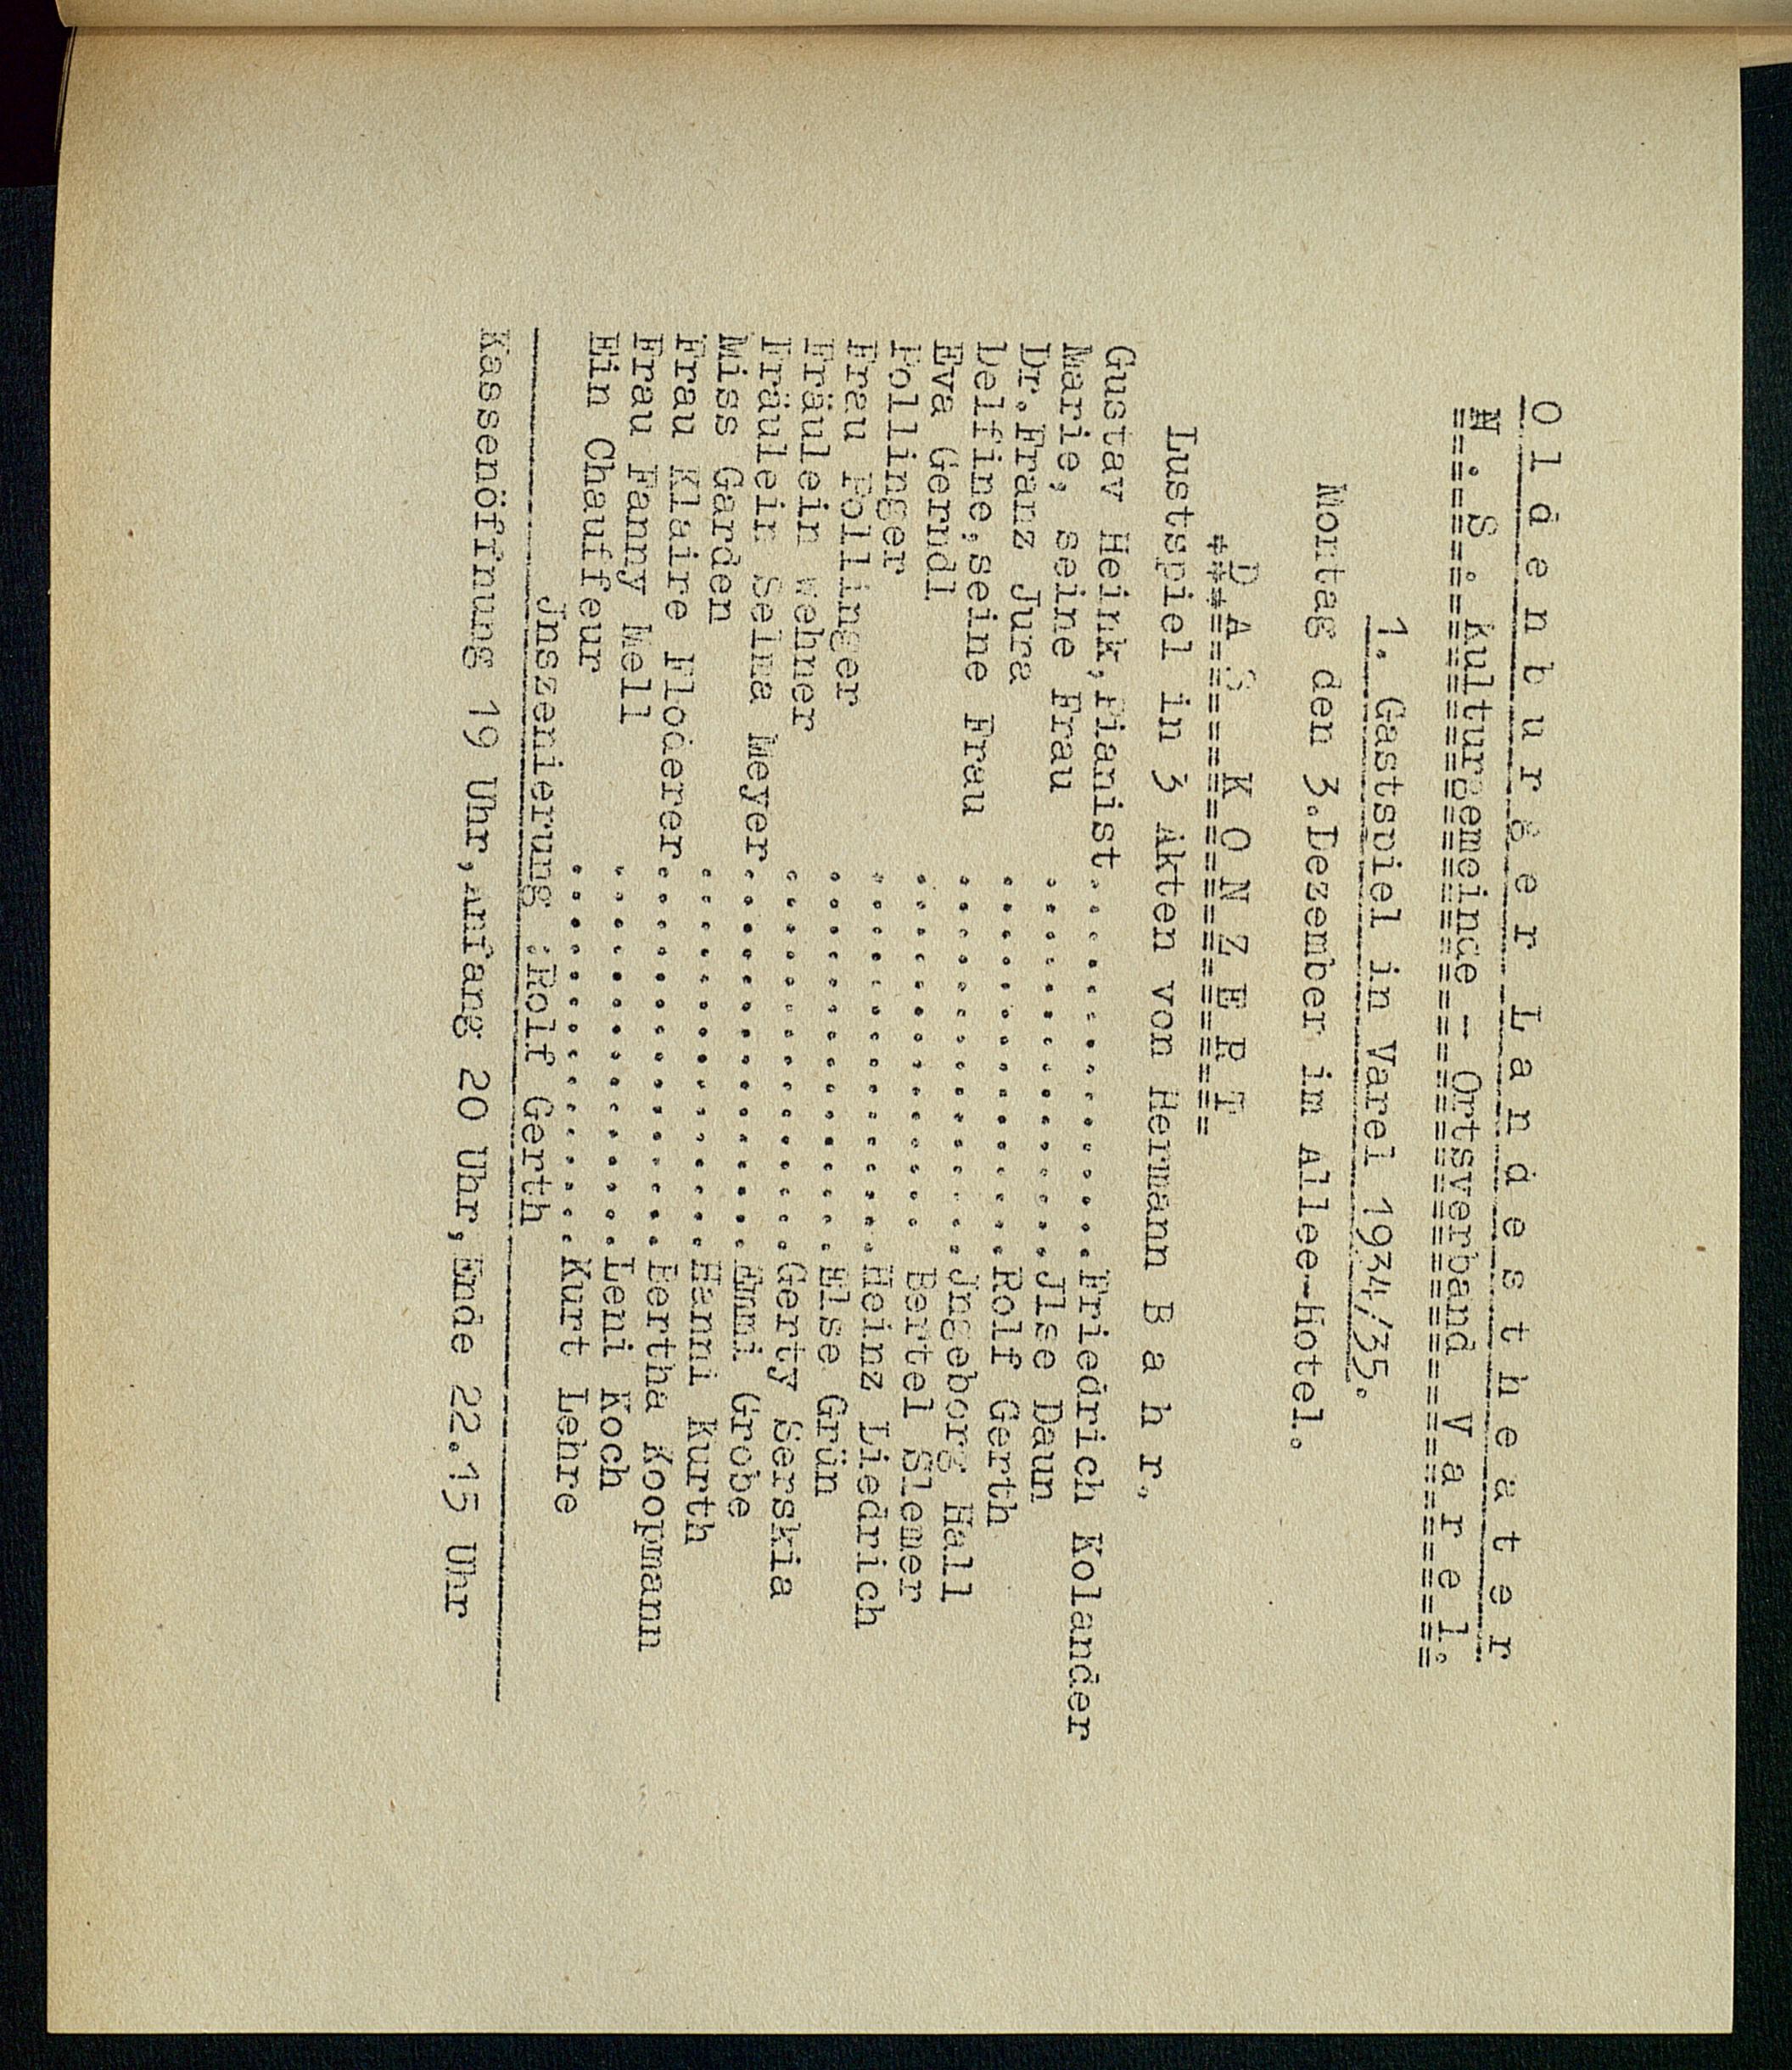 O l d e n b u r g e r  L a n d e s t h e a t e r
N . S . Kulturgemeinde - Ortsverband  V a r e l.
==========================================
1. Gastspiel in Varel 1934/35.
Montag den 3.Dezember im Allee-Hotel.
D A S  K O N Z E R T
==========================
Lustspiel in 3 Akten von Hermann B a h r.
Gustav Heink,Pianist...............Friedrich Kolander
Marie, seine Frau ...............Jlse Daun
Dr.Franz Jura ...............Rolf Gerth
Delfine,seine Frau ...............Jngeborg Hall
Eva Gerndl .............. Bertel Slemer
Pollinger ...............Heinz Liedrich
Frau Pollinger ...............Else Grün
Fräulein Wehner ...............Gerty Serskia
Fräulein Selma Meyer...............Emmi Grobe
Miss Garden ...............Hanni Kurth
Frau Klaire Floderer...............Bertha Koopmann
Frau Fanny Mell ...............Leni Koch
Ein Chauffeur ...............Kurt Lehre
Jnszenierung :Rolf Gerth
Kassenöffnung 19 Uhr,Anfang 20 Uhr,Ende 22.15 Uhr